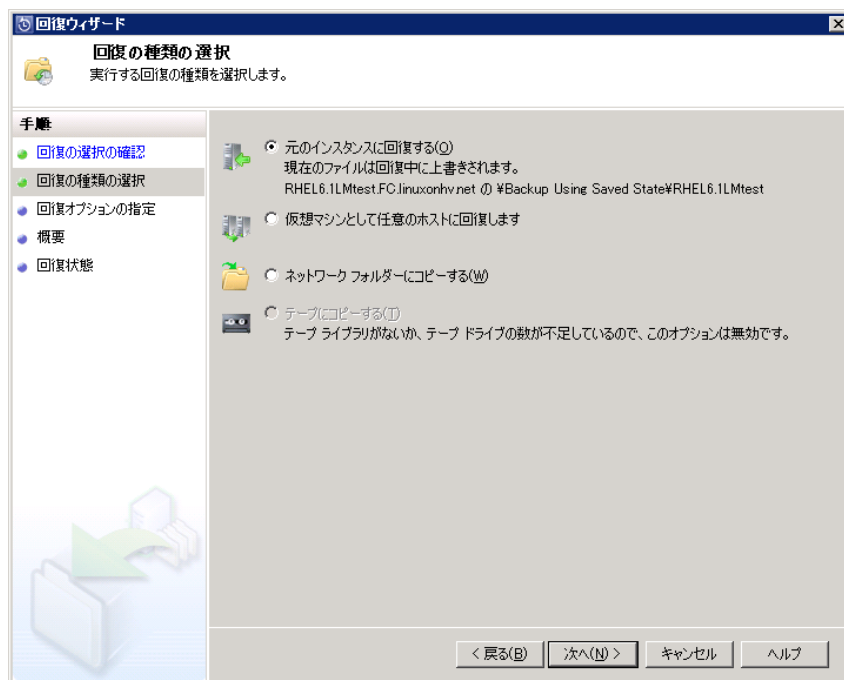 回復ウィザード
回復の種類の選択
実行する回復の種類を選択します。
手順
回復の選択の確認
回復の種類の選択
回復オプションの指定
概要
回復状態
元のインスタンスに回復する(O)
現在のファイルは回復中に上書きされます。
RHEL6.1LMtest.FC.linuxonhv.net の ¥Backup Using Saved State¥RHEL6.1LMtest
仮想マシンとして任意のホストに回復します
ネットワーク フォルダーにコピーする(W)
テープにコピーする(T)
テープ ライブラリがないか、テープ ドライブの数が不足しているので、このオプションは無効です。
< 戻る(B)
次へ(N) >
キャンセル
ヘルプ